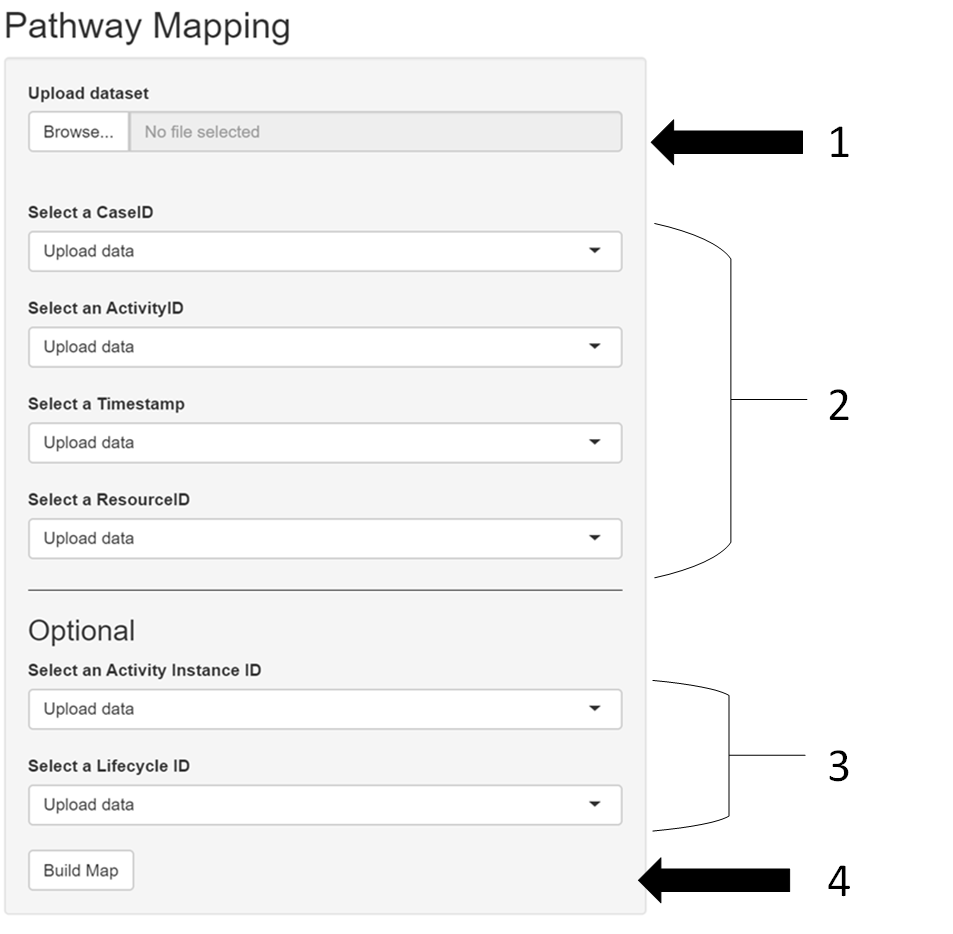 Pathway Mapping
Upload dataset
Browse... No file selected
1
Select a CaseID
Upload data
Select an ActivityID
Upload data
Select a Timestamp
Upload data
2
Select a ResourceID
Upload data
Optional
Select an Activity Instance ID
Upload data
Select a Lifecycle ID
3
Upload data
Build Map
4